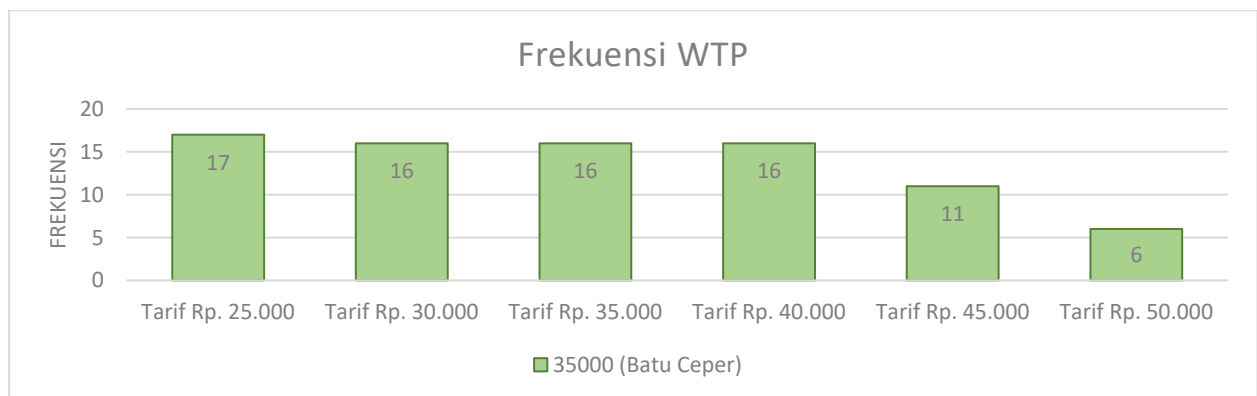 Frekuensi WTP
FREKUENSI
20
15
10
5
0
17
16
16
16
11
6
Tarif Rp. 25.000
Tarif Rp. 30.000
Tarif Rp. 35.000
Tarif Rp. 40.000
Tarif Rp. 45.000
Tarif Rp. 50.000
35000 (Batu Ceper)